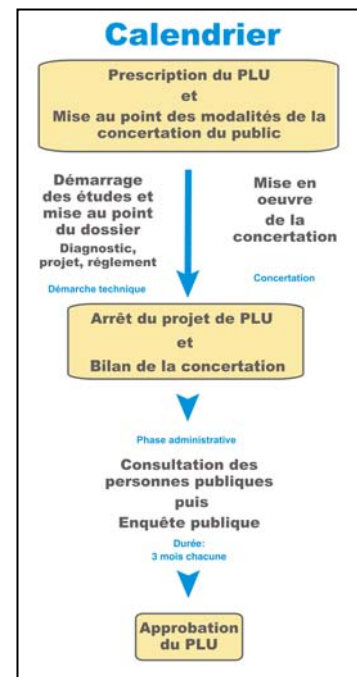 Calendrier
Prescription du PLU
et
Mise au point des modalités de la
concertation du public
Démarrage
des études et
mise au point
du dossier
Diagnostic,
projet, réglement
Démarche technique
Mise en
oeuvre
de la
concertation
Concertation
Arrêt du projet de PLU
et
Bilan de la concertation
Phase administrative
Consultation des
personnes publiques
puis
Enquête publique
Durée:
3 mois chacune
Approbation
du PLU